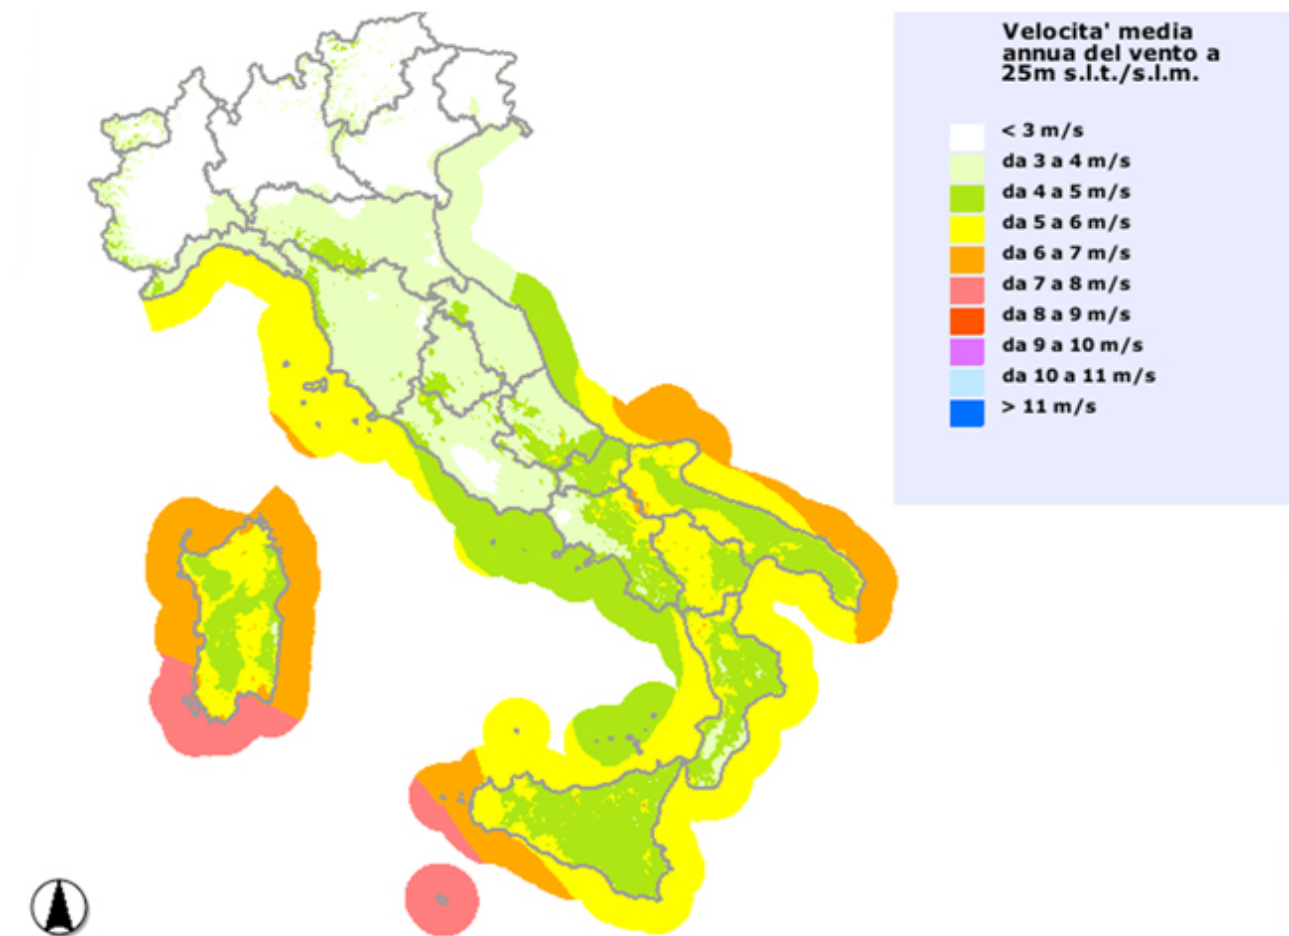 Velocita' media
annua del vento a
25m s.l.t./s.l.m.
< 3 m/s
da 3 a 4 m/s
da 4 a 5 m/s
da 5 a 6 m/s
da 6 a 7 m/s
da 7 a 8 m/s
da 8 a 9 m/s
da 9 a 10 m/s
da 10 a 11 m/s
> 11 m/s